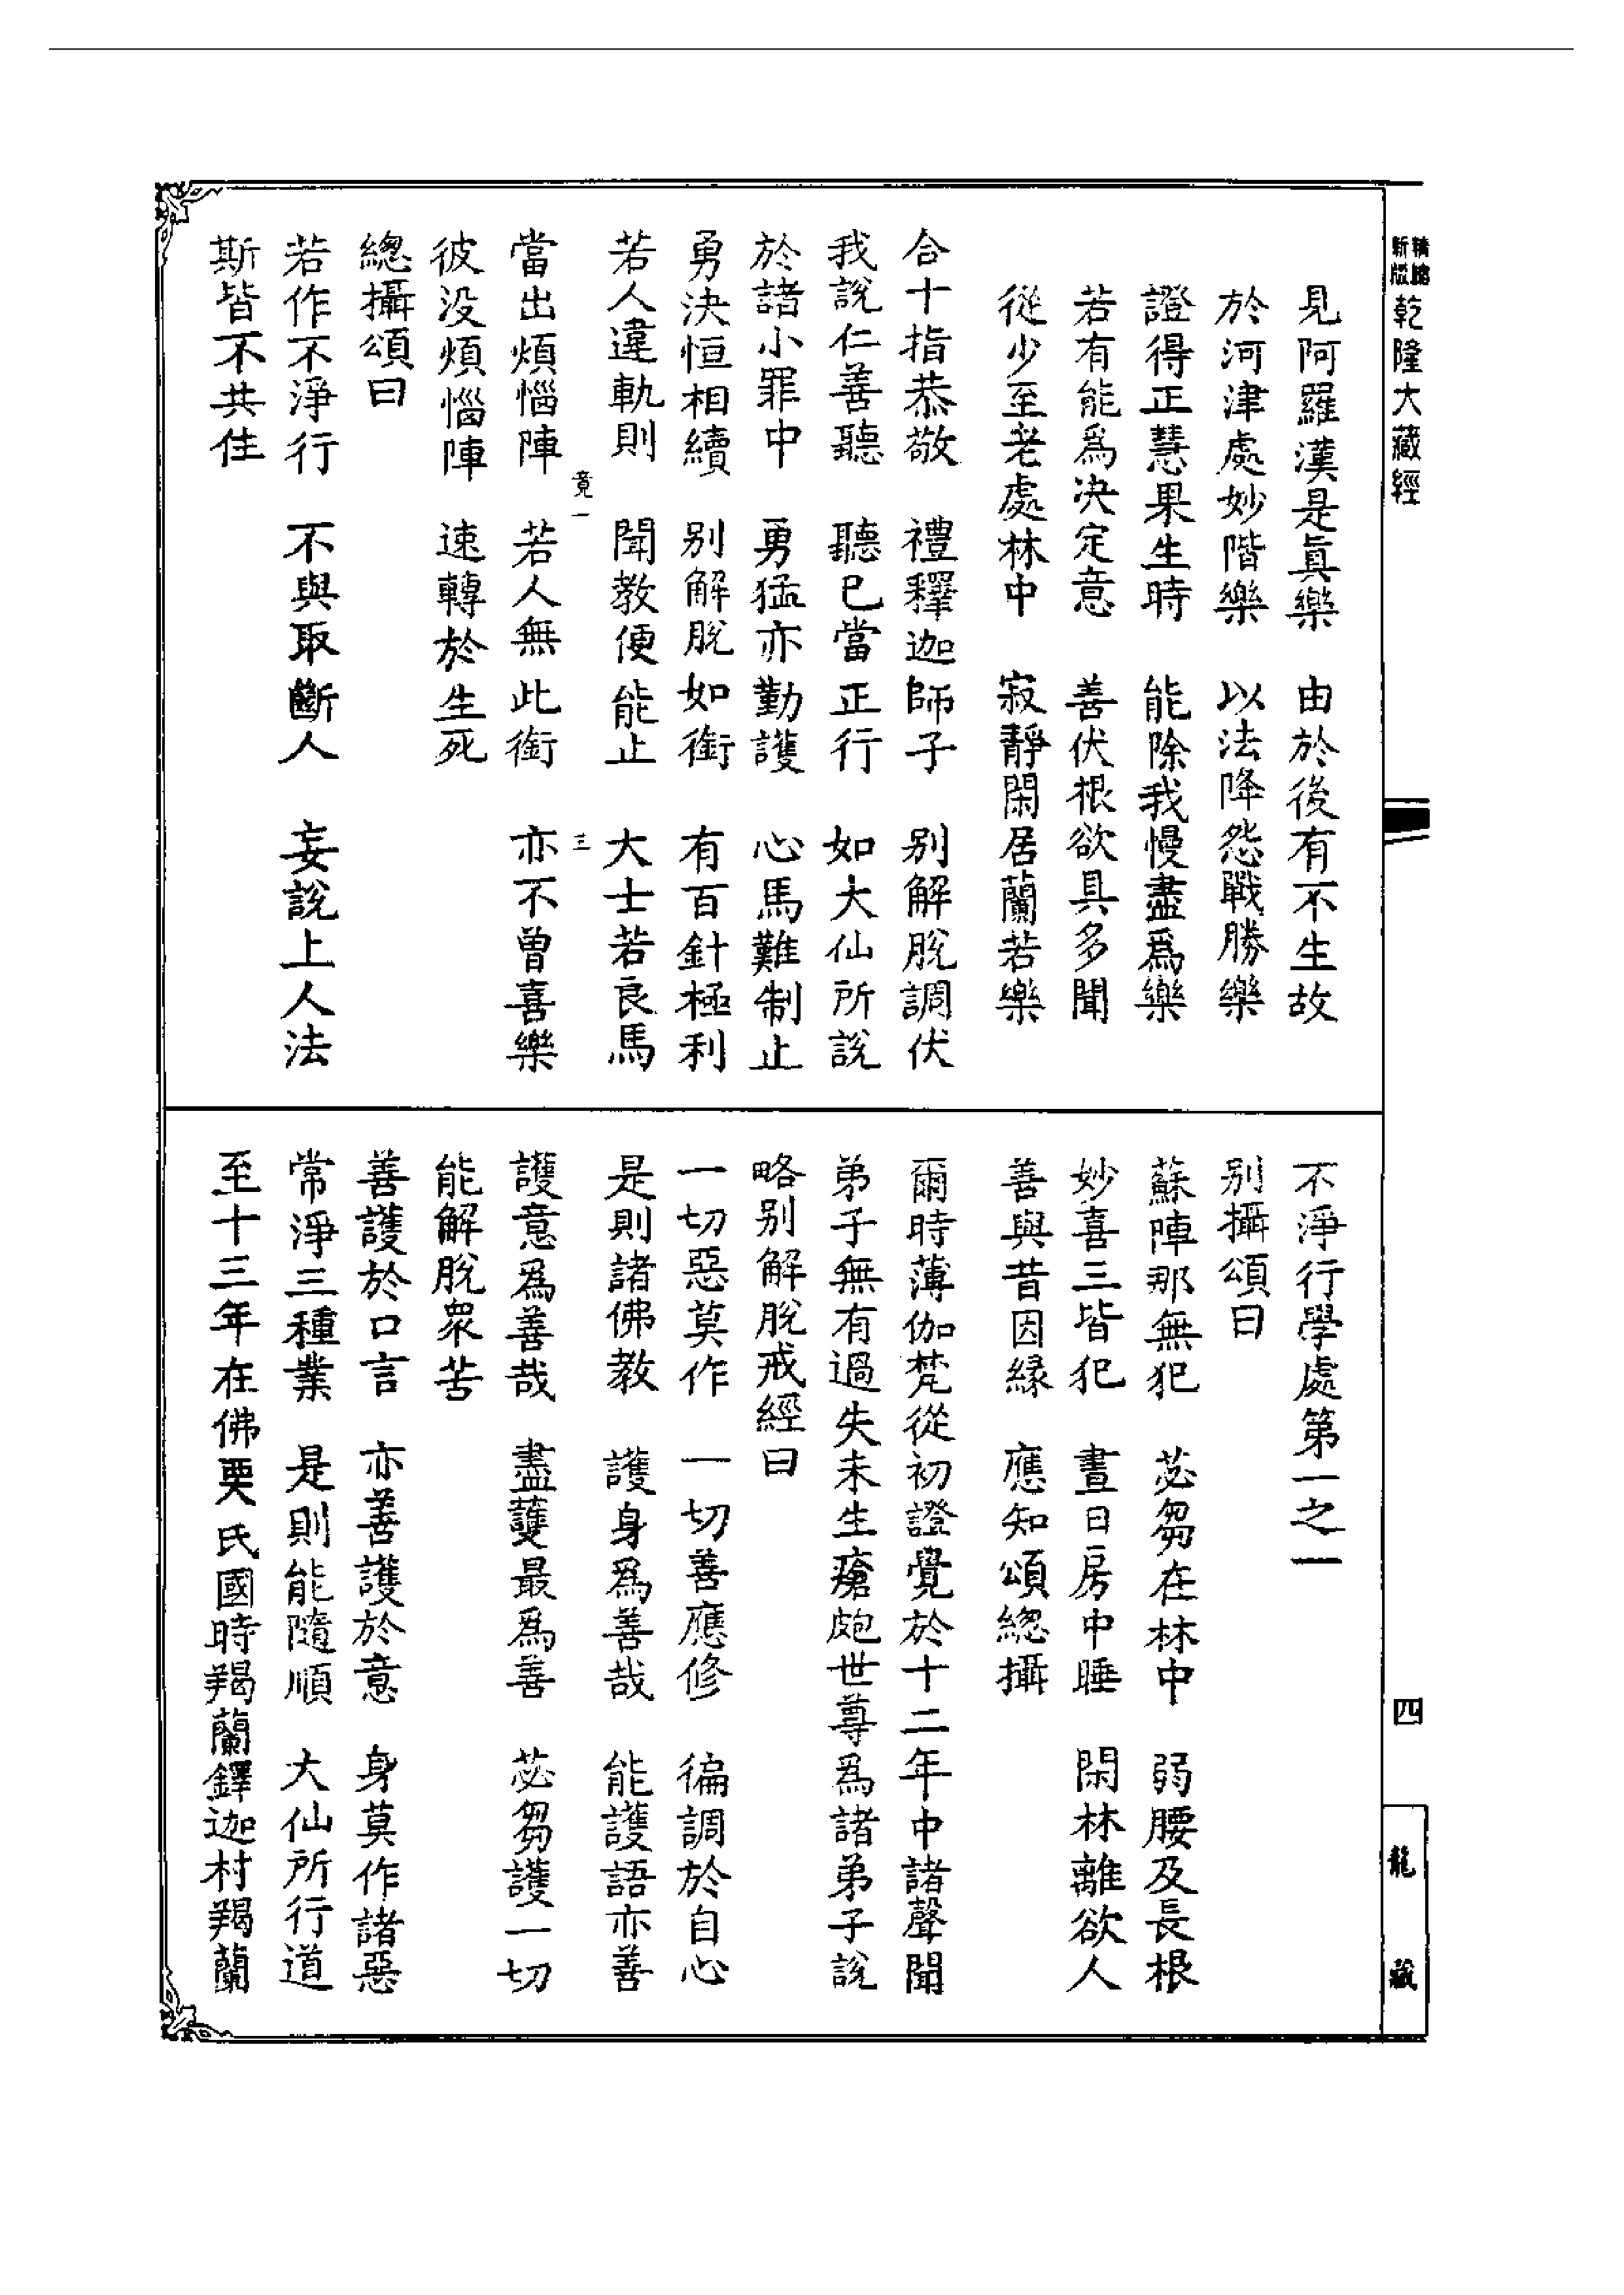 乾隆大藏經
四
龍藏
見阿羅漢是真樂　由於後有不生故
於河津處妙階樂　以法降怨戰勝樂
證得正慧果生時　能除我慢盡爲樂
若有能爲决定意　善伏根欲具多聞
從少至老處林中　寂靜閑居蘭若樂
合十指恭敬　禮釋迦師子　别解脫調伏
我說仁善聽　聽已當正行　如大仙所說
於諸小罪中　勇猛亦勤護　心馬難制止
勇決恒相續　别解脫如銜　有百針極利
若人違軌則　聞教便能止　大士若良馬
竟一　三
當出煩惱陣　若人無此銜　亦不曾喜樂
彼没煩惱陣　速轉於生死
總攝頌曰
若作不淨行　不與取斷人　妄說上人法
斯皆不共住
不淨行學處第一之一
别攝頌曰
蘇陣那無犯　苾芻在林中　弱腰及長根
妙喜三皆犯　晝日房中睡　閑林離欲人
善與昔因緣　應知頌總攝
爾時薄伽梵從初證覺於十二年中諸聲聞
弟子無有過失未生瘡皰世尊爲諸弟子說
略别解脫戒經曰
一切惡莫作　一切善應修　徧調於自心
是則諸佛教　護身爲善哉　能護語亦善
護意爲善哉　盡護最爲善　苾芻護一切
能解脫衆苦
善護於口言　亦善護於意　身莫作諸惡
常淨三種業　是則能隨順　大仙所行道
至十三年在佛栗氏國時羯蘭鐸迦村羯蘭